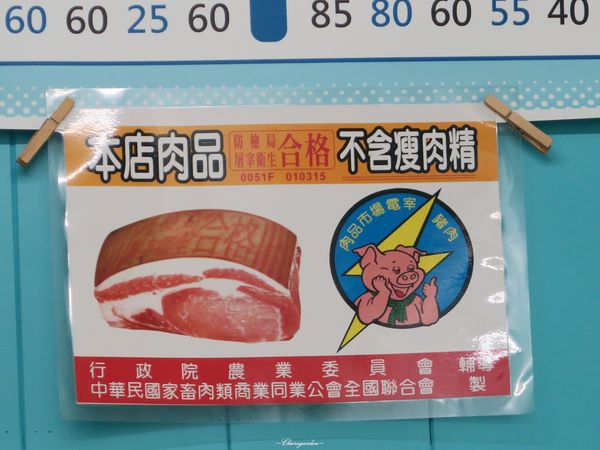 60 60 25 60 85 80 60 55 40
本店肉品 防檢局屠宰衛生合格 不含瘦肉精
0051F 010315
合格
肉品市場電宰豬肉
行政院農業委員會 輔導
中華民國家畜肉類商業同業公會全國聯合會 製
~Chairegarden~